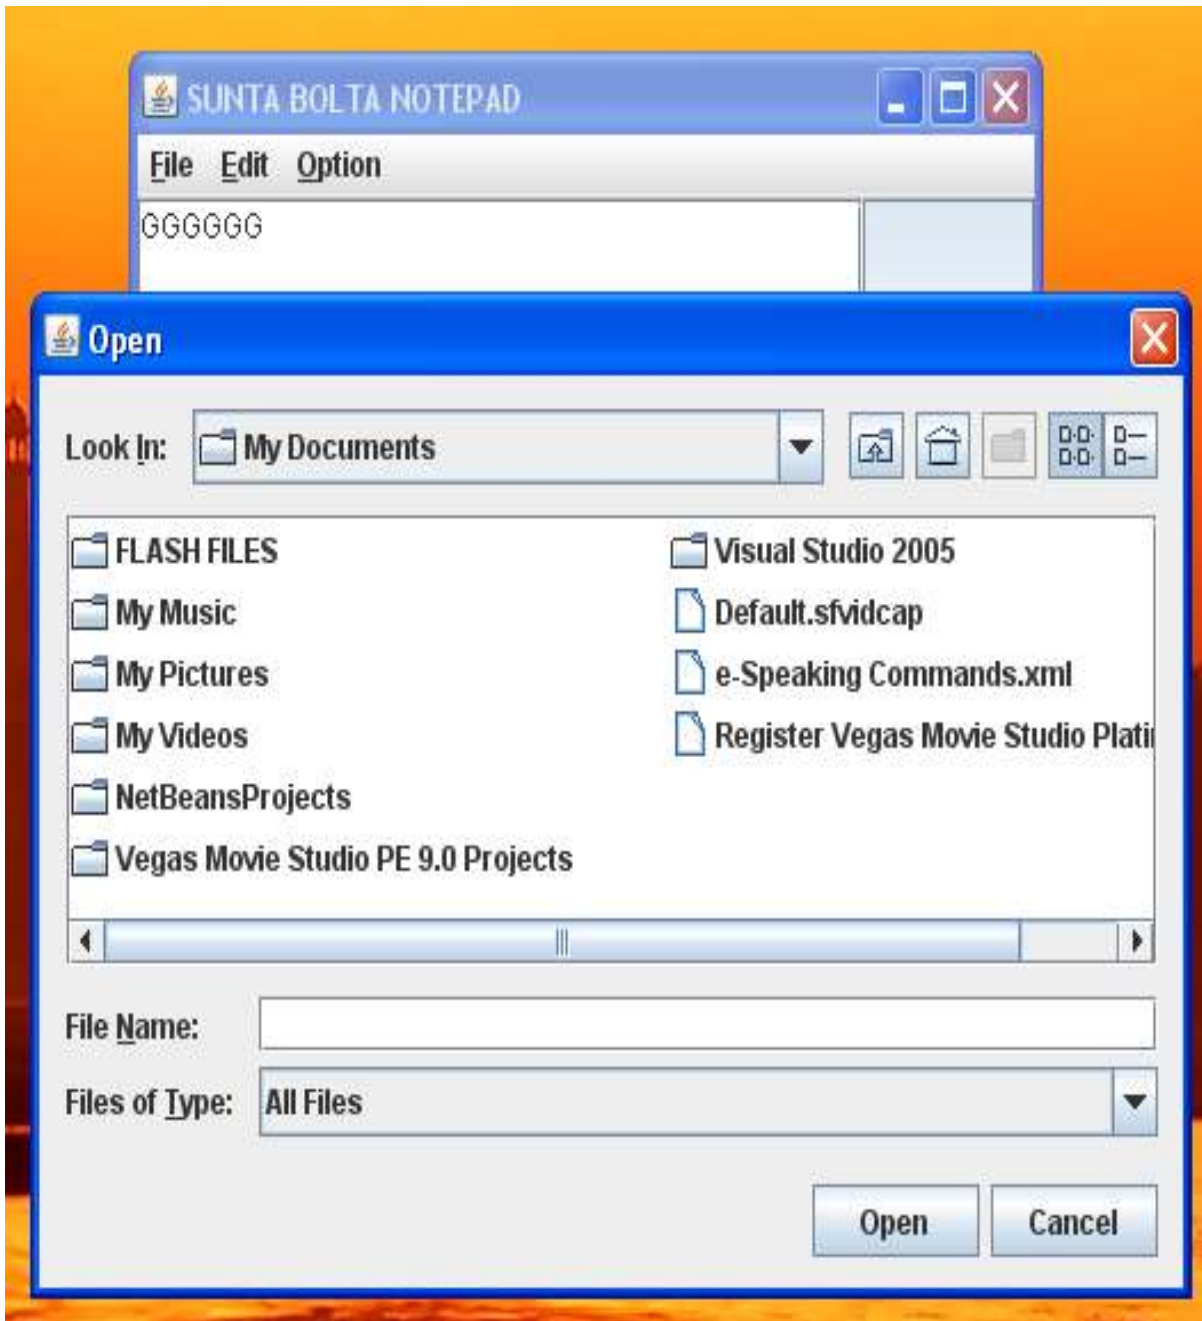 SUNTA BOLTA NOTEPAD
File Edit Option
GGGGGG
Open
Look In: My Documents
FLASH FILES
My Music
My Pictures
My Videos
NetBeansProjects
Vegas Movie Studio PE 9.0 Projects
Visual Studio 2005
Default.sfvidcap
e-Speaking Commands.xml
Register Vegas Movie Studio
File Name:
Files of Type: All Files
Open Cancel